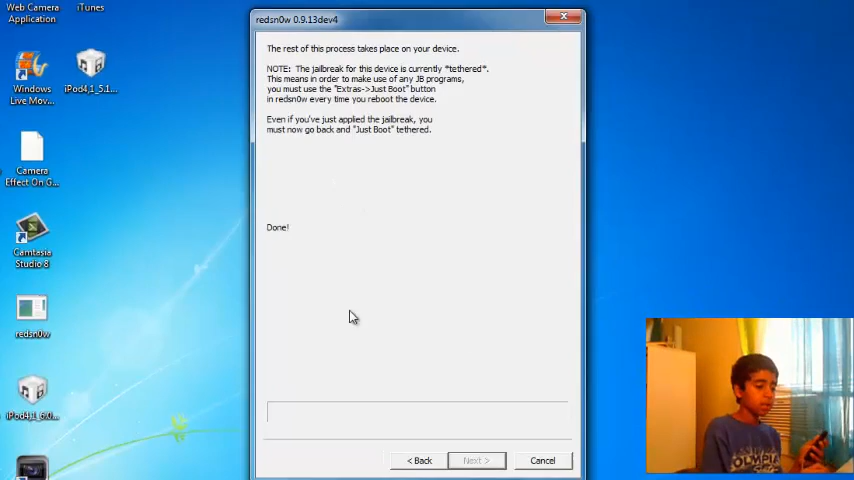 Web Camera
Application
iTunes
redsn0w 0.9.13dev4
The rest of this process takes place on your device.
NOTE: The jailbreak for this device is currently *tethered*.
This means in order to make use of any JB programs,
you must use the "Extras->Just Boot" button
in redsn0w every time you reboot the device.
Even if you've just applied the jailbreak, you
must now go back and "Just Boot" tethered.
Done!
Windows
Live Mov...
iPod4,1_5.1...
Camera
Effect On G...
Camtasia
Studio 8
redsn0w
iPod4,1_6.0...
< Back
Next >
Cancel
OLYMPIA